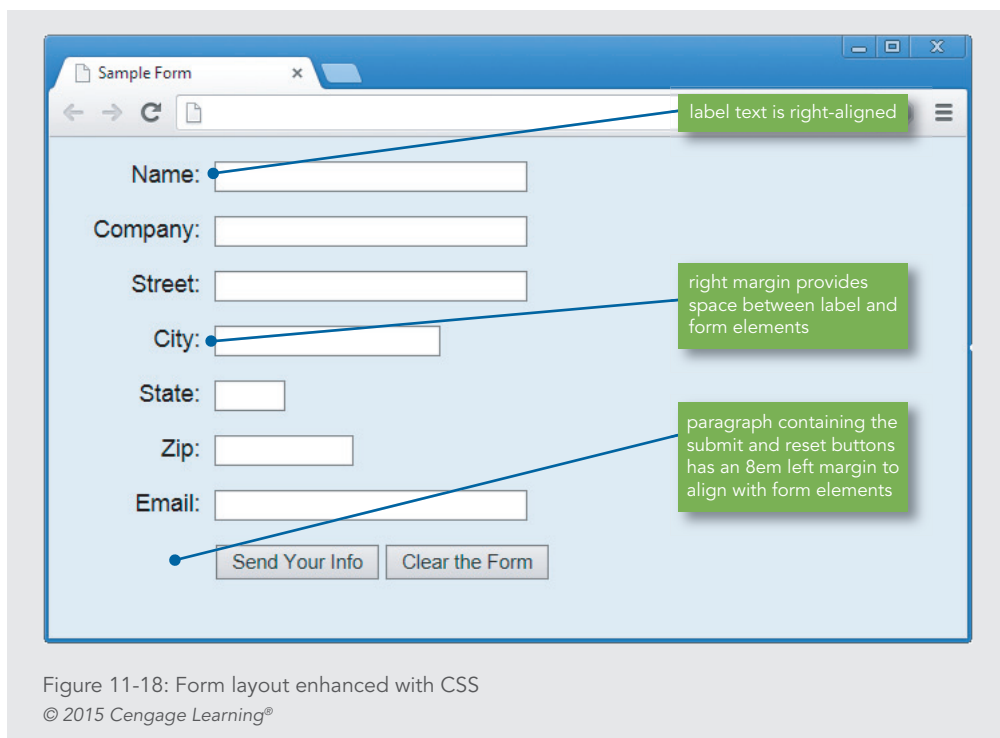 Sample Form
label text is right-aligned
Name:
Company:
Street:
right margin provides
space between label and
form elements
City:
State:
paragraph containing the
submit and reset buttons
has an 8em left margin to
align with form elements
Zip:
Email:
Send Your Info
Clear the Form
Figure 11-18: Form layout enhanced with CSS
© 2015 Cengage Learning®